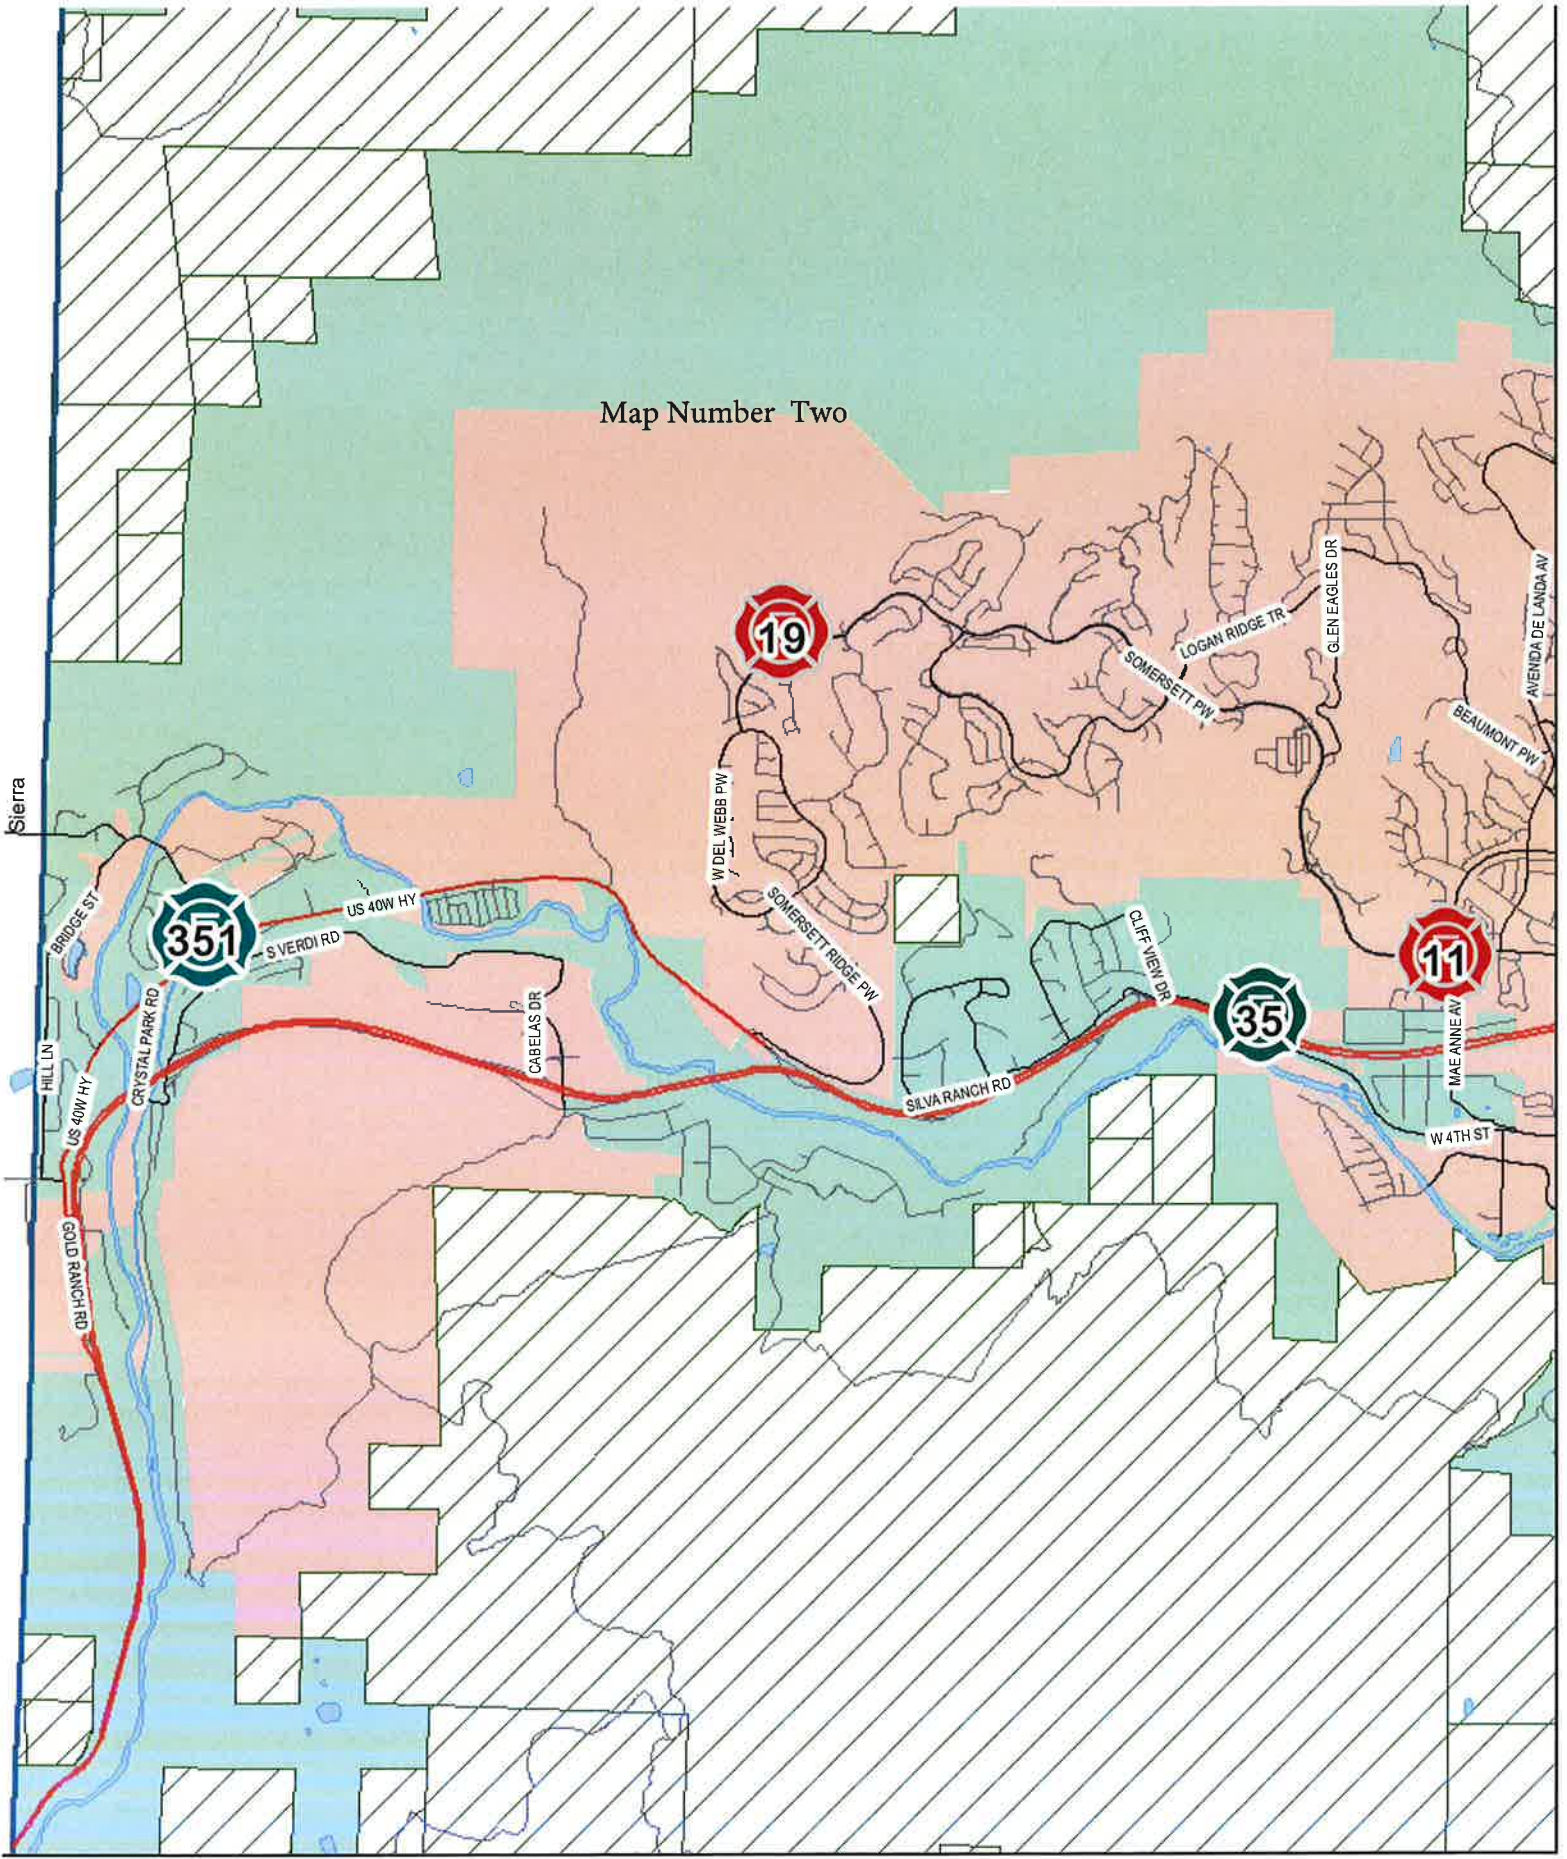 Map Number Two
GLEN EAGLES DR
AVENIDA DE LANDA AV
LOGAN RIDGE TR
19
SOMERSETT PW
BEAUMONT PW
Sierra
W DEL WEBB PW
BRIDGE ST
351
US 40W HY
S VERDI RD
SOMERSETT RIDGE PW
CLIFF VIEW DR
11
35
HILL LN
CRYSTAL PARK RD
CABELAS DR
MAE ANNE AV
US 40W HY
SILVA RANCH RD
W 4TH ST
GOLD RANCH RD